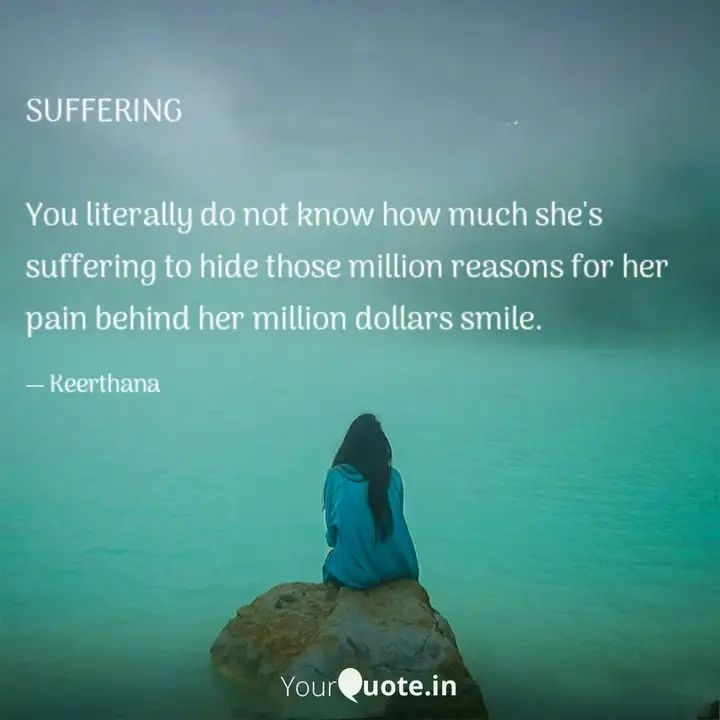 SUFFERING
You literally do not know how much she's
suffering to hide those million reasons for her
pain behind her million dollars smile.
— Keerthana
YourQuote.in